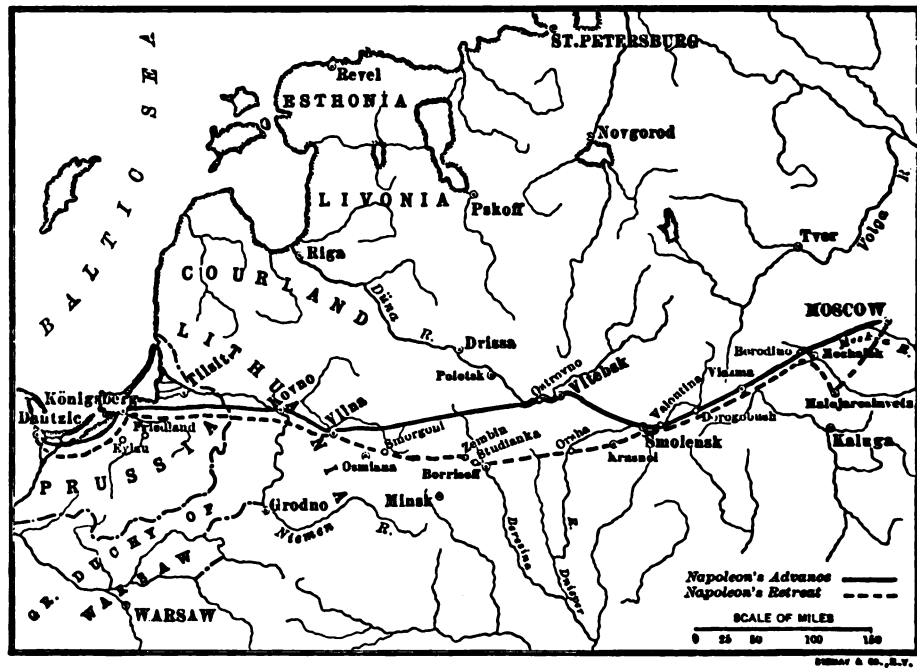 ST. PETERSBURG
Revel
BALTIC SEA
ESTHONIA
Novgorod
LIVONIA
Pskoff
Volga R.
Riga
Tver
COURLAND
Düna R.
MOSCOW
LITHUANIA
Drissa
Borodino
Tilsit
Polotsk
Ostrovno
Viasma
Kovno
Vitebsk
Königsberg
Vilna
Valoutina
Malojaroslavetz
Dantzic
Friedland
Smorgoui
Zembin
Studianka
Orsha
Smolensk
Dorogobush
Kaluga
Eylau
Osmiana
Borrisoff
Krasnoi
PRUSSIA
Minsk
Grodno
Niemen R.
Beresina
Dnieper R.
GR. DUCHY OF WARSAW
WARSAW
Napoleon's Advance
Napoleon's Retreat
SCALE OF MILES
0 25 50 100 150